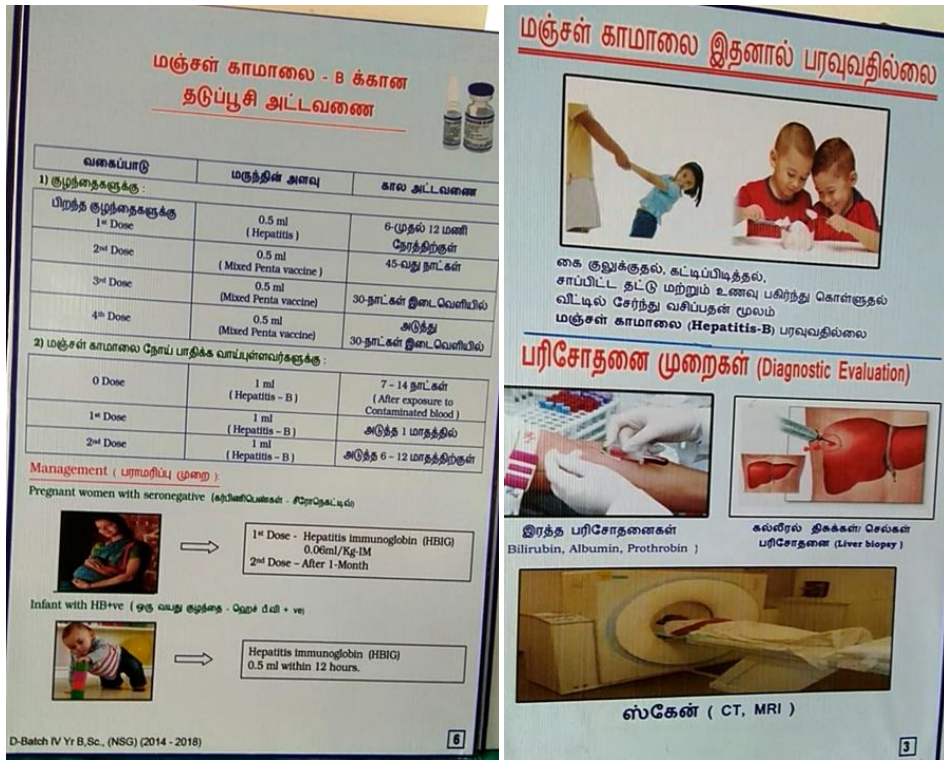 மஞ்சள் காமாலை - B க்கான
தடுப்பூசி அட்டவணை
வகைப்பாடு மருந்தின் அளவு கால அட்டவணை
1) குழந்தைகளுக்கு :
பிறந்த குழந்தைகளுக்கு
1st Dose 0.5 ml
( Hepatitis ) 6-முதல் 12 மணி
நேரத்திற்குள்
2nd Dose 0.5 ml
( Mixed Penta vaccine ) 45-வது நாட்கள்
3rd Dose 0.5 ml
(Mixed Penta vaccine) 30-நாட்கள் இடைவெளியில்
4th Dose 0.5 ml
(Mixed Penta vaccine) அடுத்து
30-நாட்கள் இடைவெளியில்
2) மஞ்சள் காமாலை நோய் பாதிக்க வாய்புள்ளவர்களுக்கு :
0 Dose 1 ml
( Hepatitis – B ) 7 – 14 நாட்கள்
( After exposure to
Contaminated blood )
1st Dose 1 ml
( Hepatitis – B ) அடுத்த 1 மாதத்தில்
2nd Dose 1 ml
( Hepatitis – B ) அடுத்த 6 – 12 மாதத்திற்குள்
Management ( பராமரிப்பு முறை ) :
Pregnant women with seronegative (கர்பிணிபெண்கள் - சீரோநெகட்டிவ்)
1st Dose - Hepatitis immunoglobin (HBIG)
0.06ml/Kg-IM
2nd Dose – After 1-Month
Infant with HB+ve ( ஒரு வயது குழந்தை - ஹெச் பி.வி + ve)
Hepatitis immunoglobin (HBIG)
0.5 ml within 12 hours.
D-Batch IV Yr B,Sc., (NSG) (2014 - 2018)
6
மஞ்சள் காமாலை இதனால் பரவுவதில்லை
கை குலுக்குதல், கட்டிப்பிடித்தல்,
சாப்பிட்ட தட்டு மற்றும் உணவு பகிர்ந்து கொள்ளுதல்
வீட்டில் சேர்ந்து வசிப்பதன் மூலம்
மஞ்சள் காமாலை (Hepatitis-B) பரவுவதில்லை
பரிசோதனை முறைகள் (Diagnostic Evaluation)
இரத்த பரிசோதனைகள்
Bilirubin, Albumin, Prothrobin )
கல்லீரல் திசுக்கள்/ செல்கள்
பரிசோதனை (Liver biopsy )
ஸ்கேன் ( CT, MRI )
3